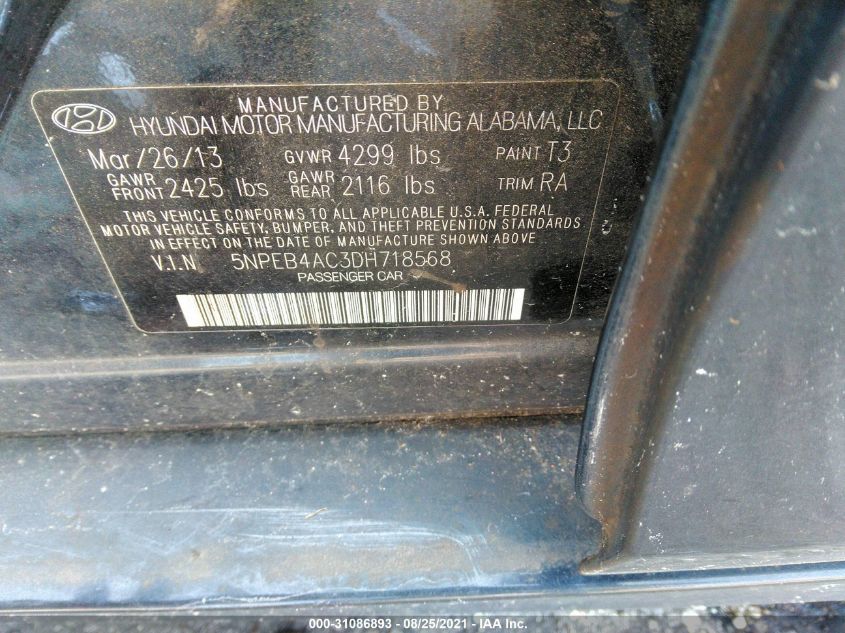 MANUFACTURED BY
HYUNDAI MOTOR MANUFACTURING ALABAMA, LLC
Mar/26/13 GVWR 4299 lbs PAINT T3
GAWR FRONT 2425 lbs GAWR REAR 2116 lbs TRIM RA
THIS VEHICLE CONFORMS TO ALL APPLICABLE U.S.A. FEDERAL
MOTOR VEHICLE SAFETY, BUMPER, AND THEFT PREVENTION STANDARDS
IN EFFECT ON THE DATE OF MANUFACTURE SHOWN ABOVE
V.I.N 5NPEB4AC3DH718568
PASSENGER CAR
000-31086893 - 08/25/2021 - IAA Inc.